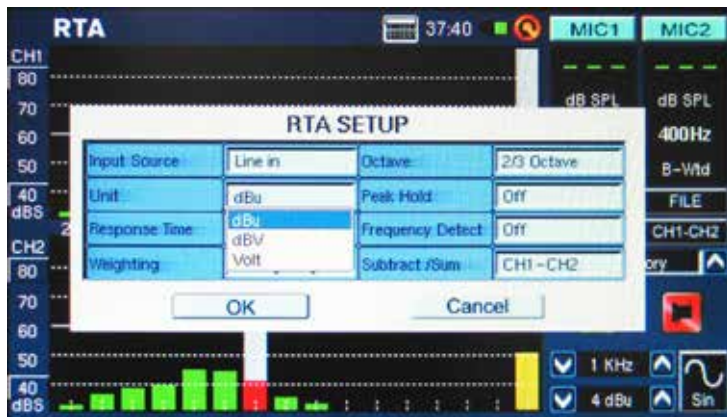 RTA 37:40 MIC1 MIC2
CH1
80
70
60
50
40
dBS
CH2
80
70
60
50
40
dBS
RTA SETUP
Input Source Line in Octave 2/3 Octave
Unit dBu Peak Hold Off
dBu
dBV
Volt
Response Time Frequency Detect Off
Weighting Subtract /Sum CH1-CH2
OK Cancel
dB SPL dB SPL
400Hz
B-Wtd
FILE
CH1-CH2
1 KHz
4 dBu Sin